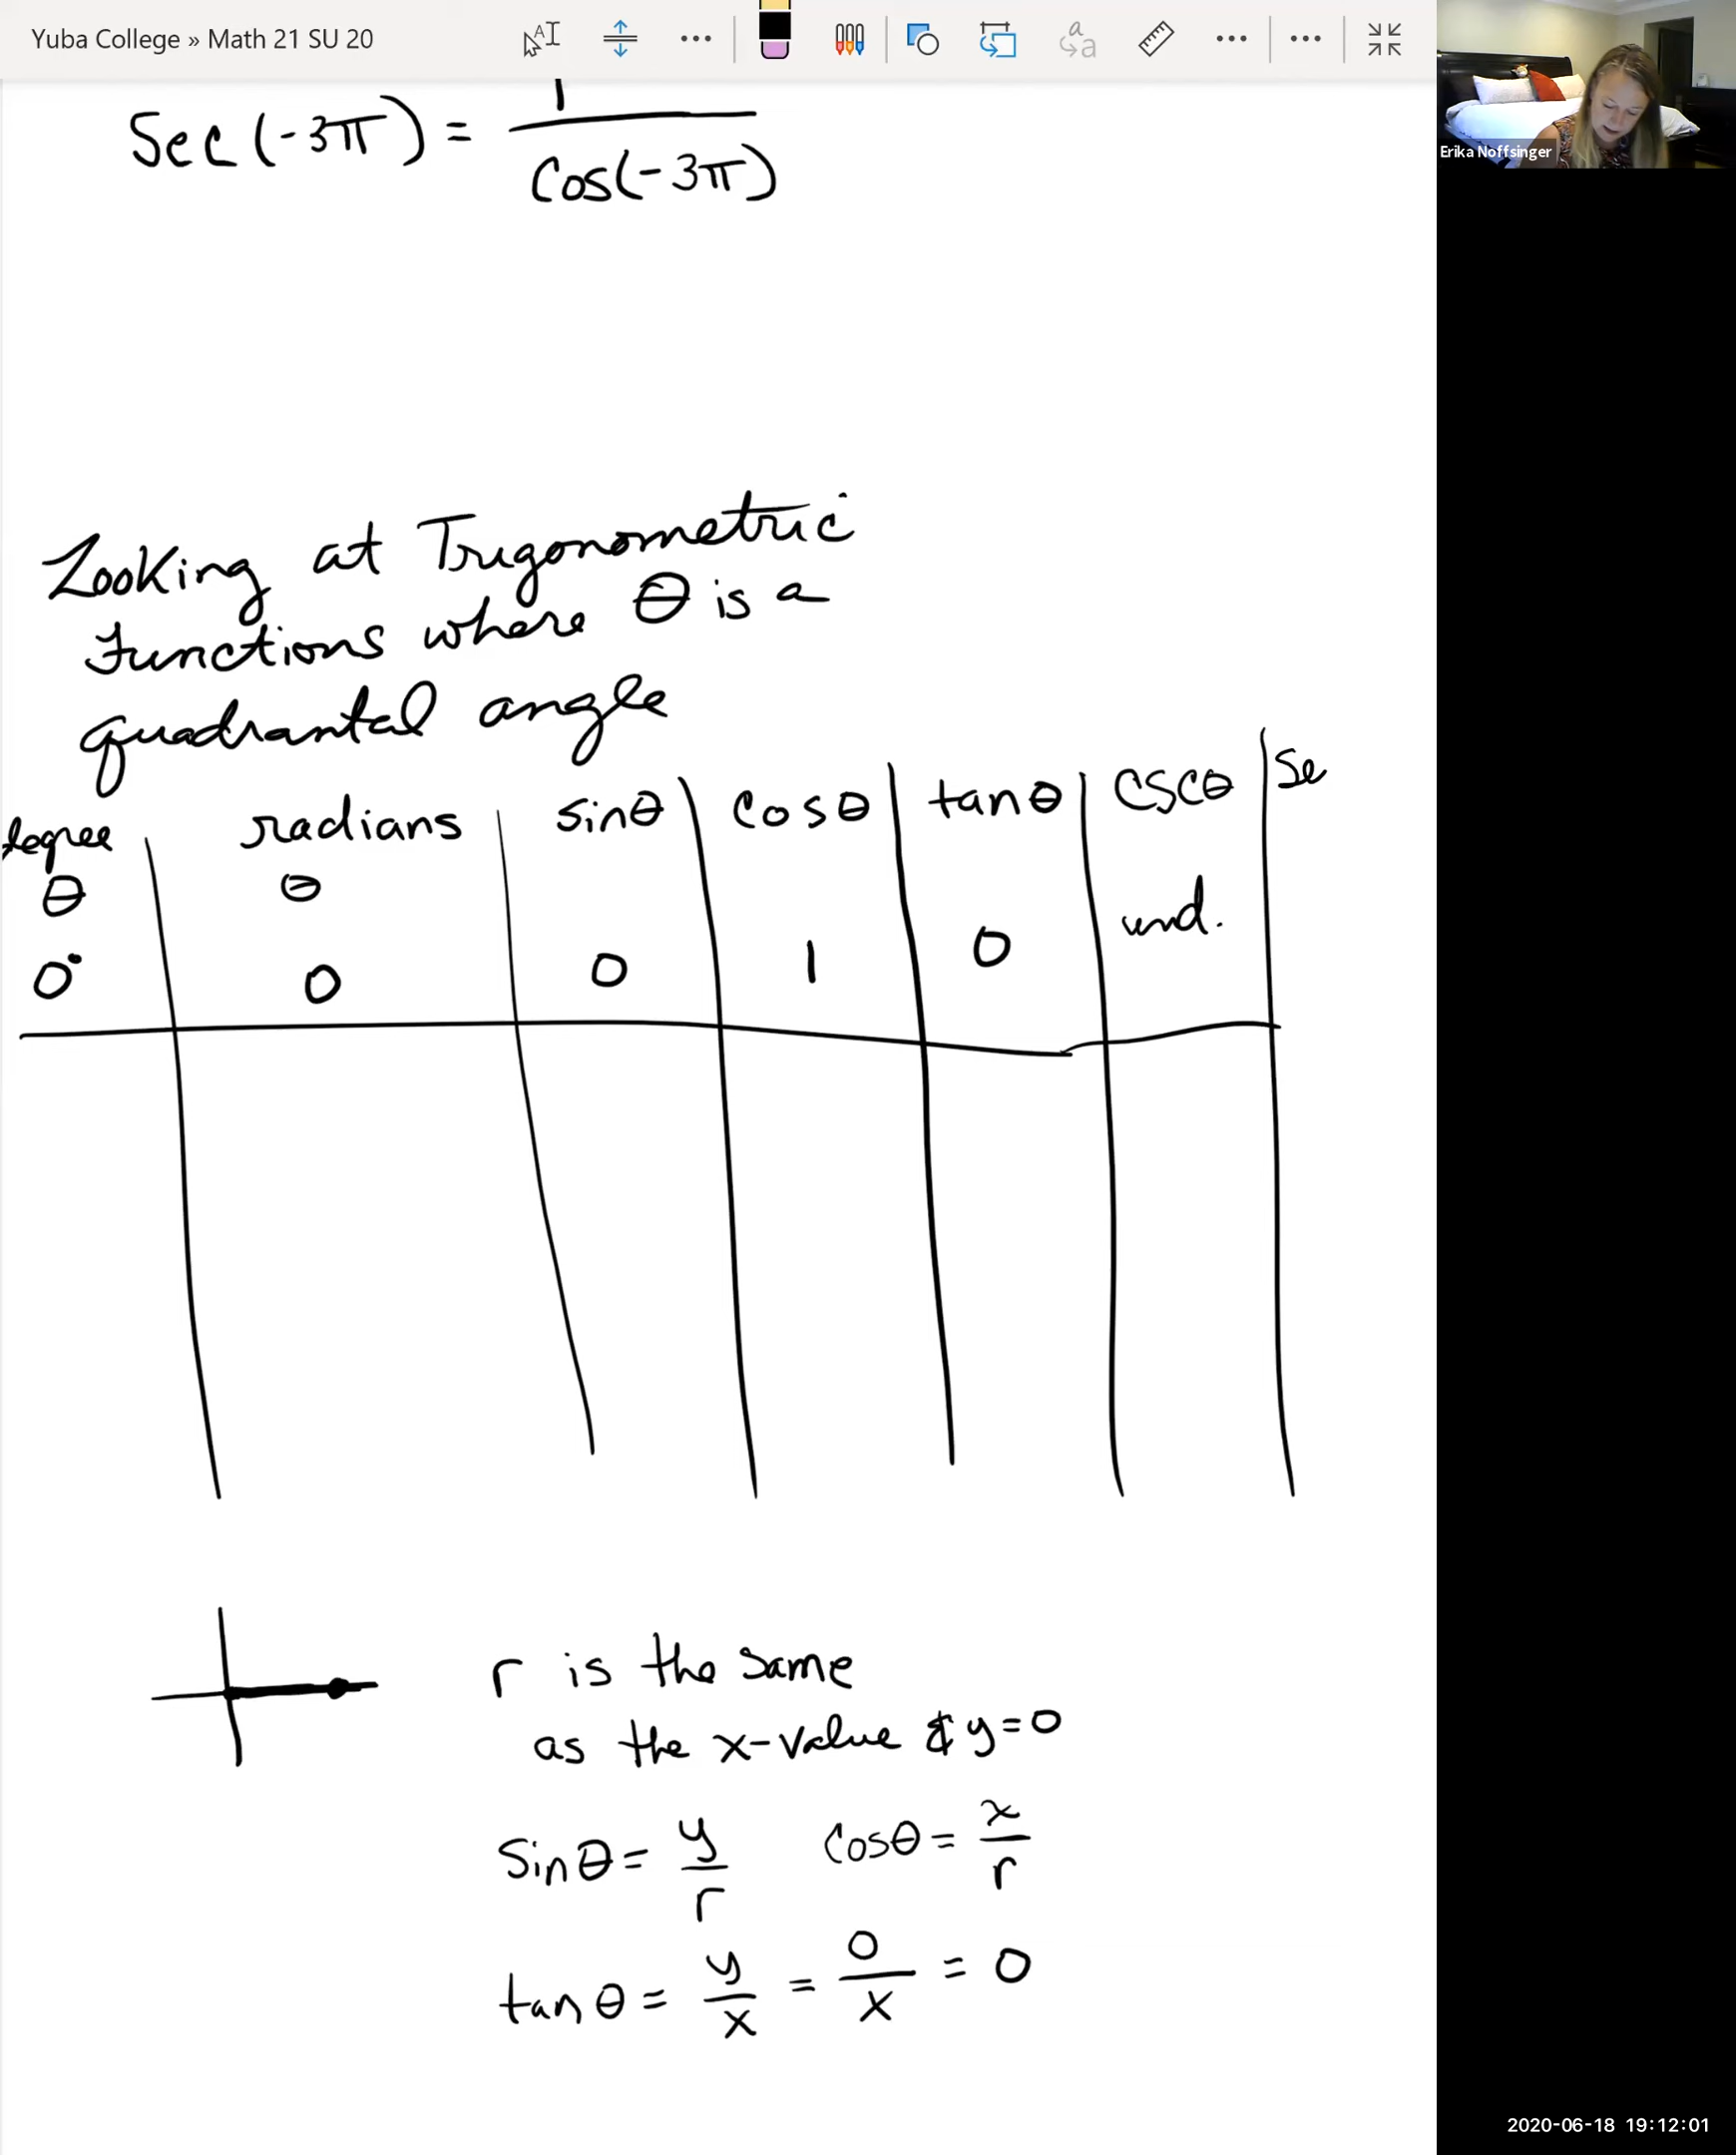 Yuba College » Math 21 SU 20
Erika Noffsinger
Sec(-3π) = 1/Cos(-3π)
Looking at Trigonometric
functions where θ is a
quadrantal angle
degree radians sinθ cosθ tanθ cscθ Se
θ θ
0° 0 0 1 0 und.
r is the same
as the x-value & y=0
Sinθ = y/r Cosθ = x/r
tanθ = y/x = 0/x = 0
2020-06-18 19:12:01